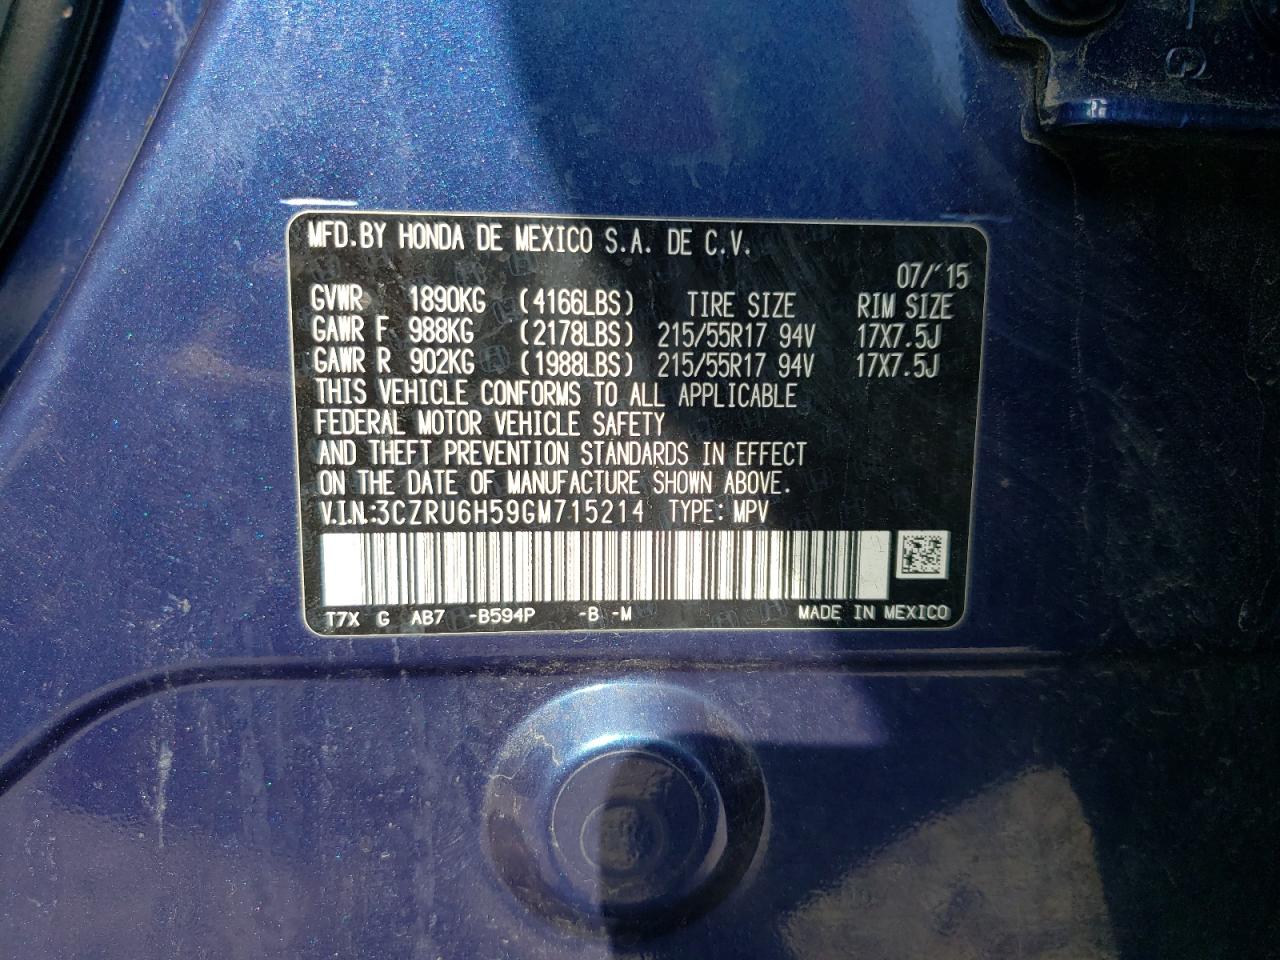 MFD. BY HONDA DE MEXICO S.A. DE C.V.
07/'15
GVWR 1890KG (4166LBS) TIRE SIZE RIM SIZE
GAWR F 988KG (2178LBS) 215/55R17 94V 17X7.5J
GAWR R 902KG (1988LBS) 215/55R17 94V 17X7.5J
THIS VEHICLE CONFORMS TO ALL APPLICABLE
FEDERAL MOTOR VEHICLE SAFETY
AND THEFT PREVENTION STANDARDS IN EFFECT
ON THE DATE OF MANUFACTURE SHOWN ABOVE.
V.I.N.:3CZRU6H59GM715214 TYPE: MPV
T7X G AB7 -B594P -B -M MADE IN MEXICO